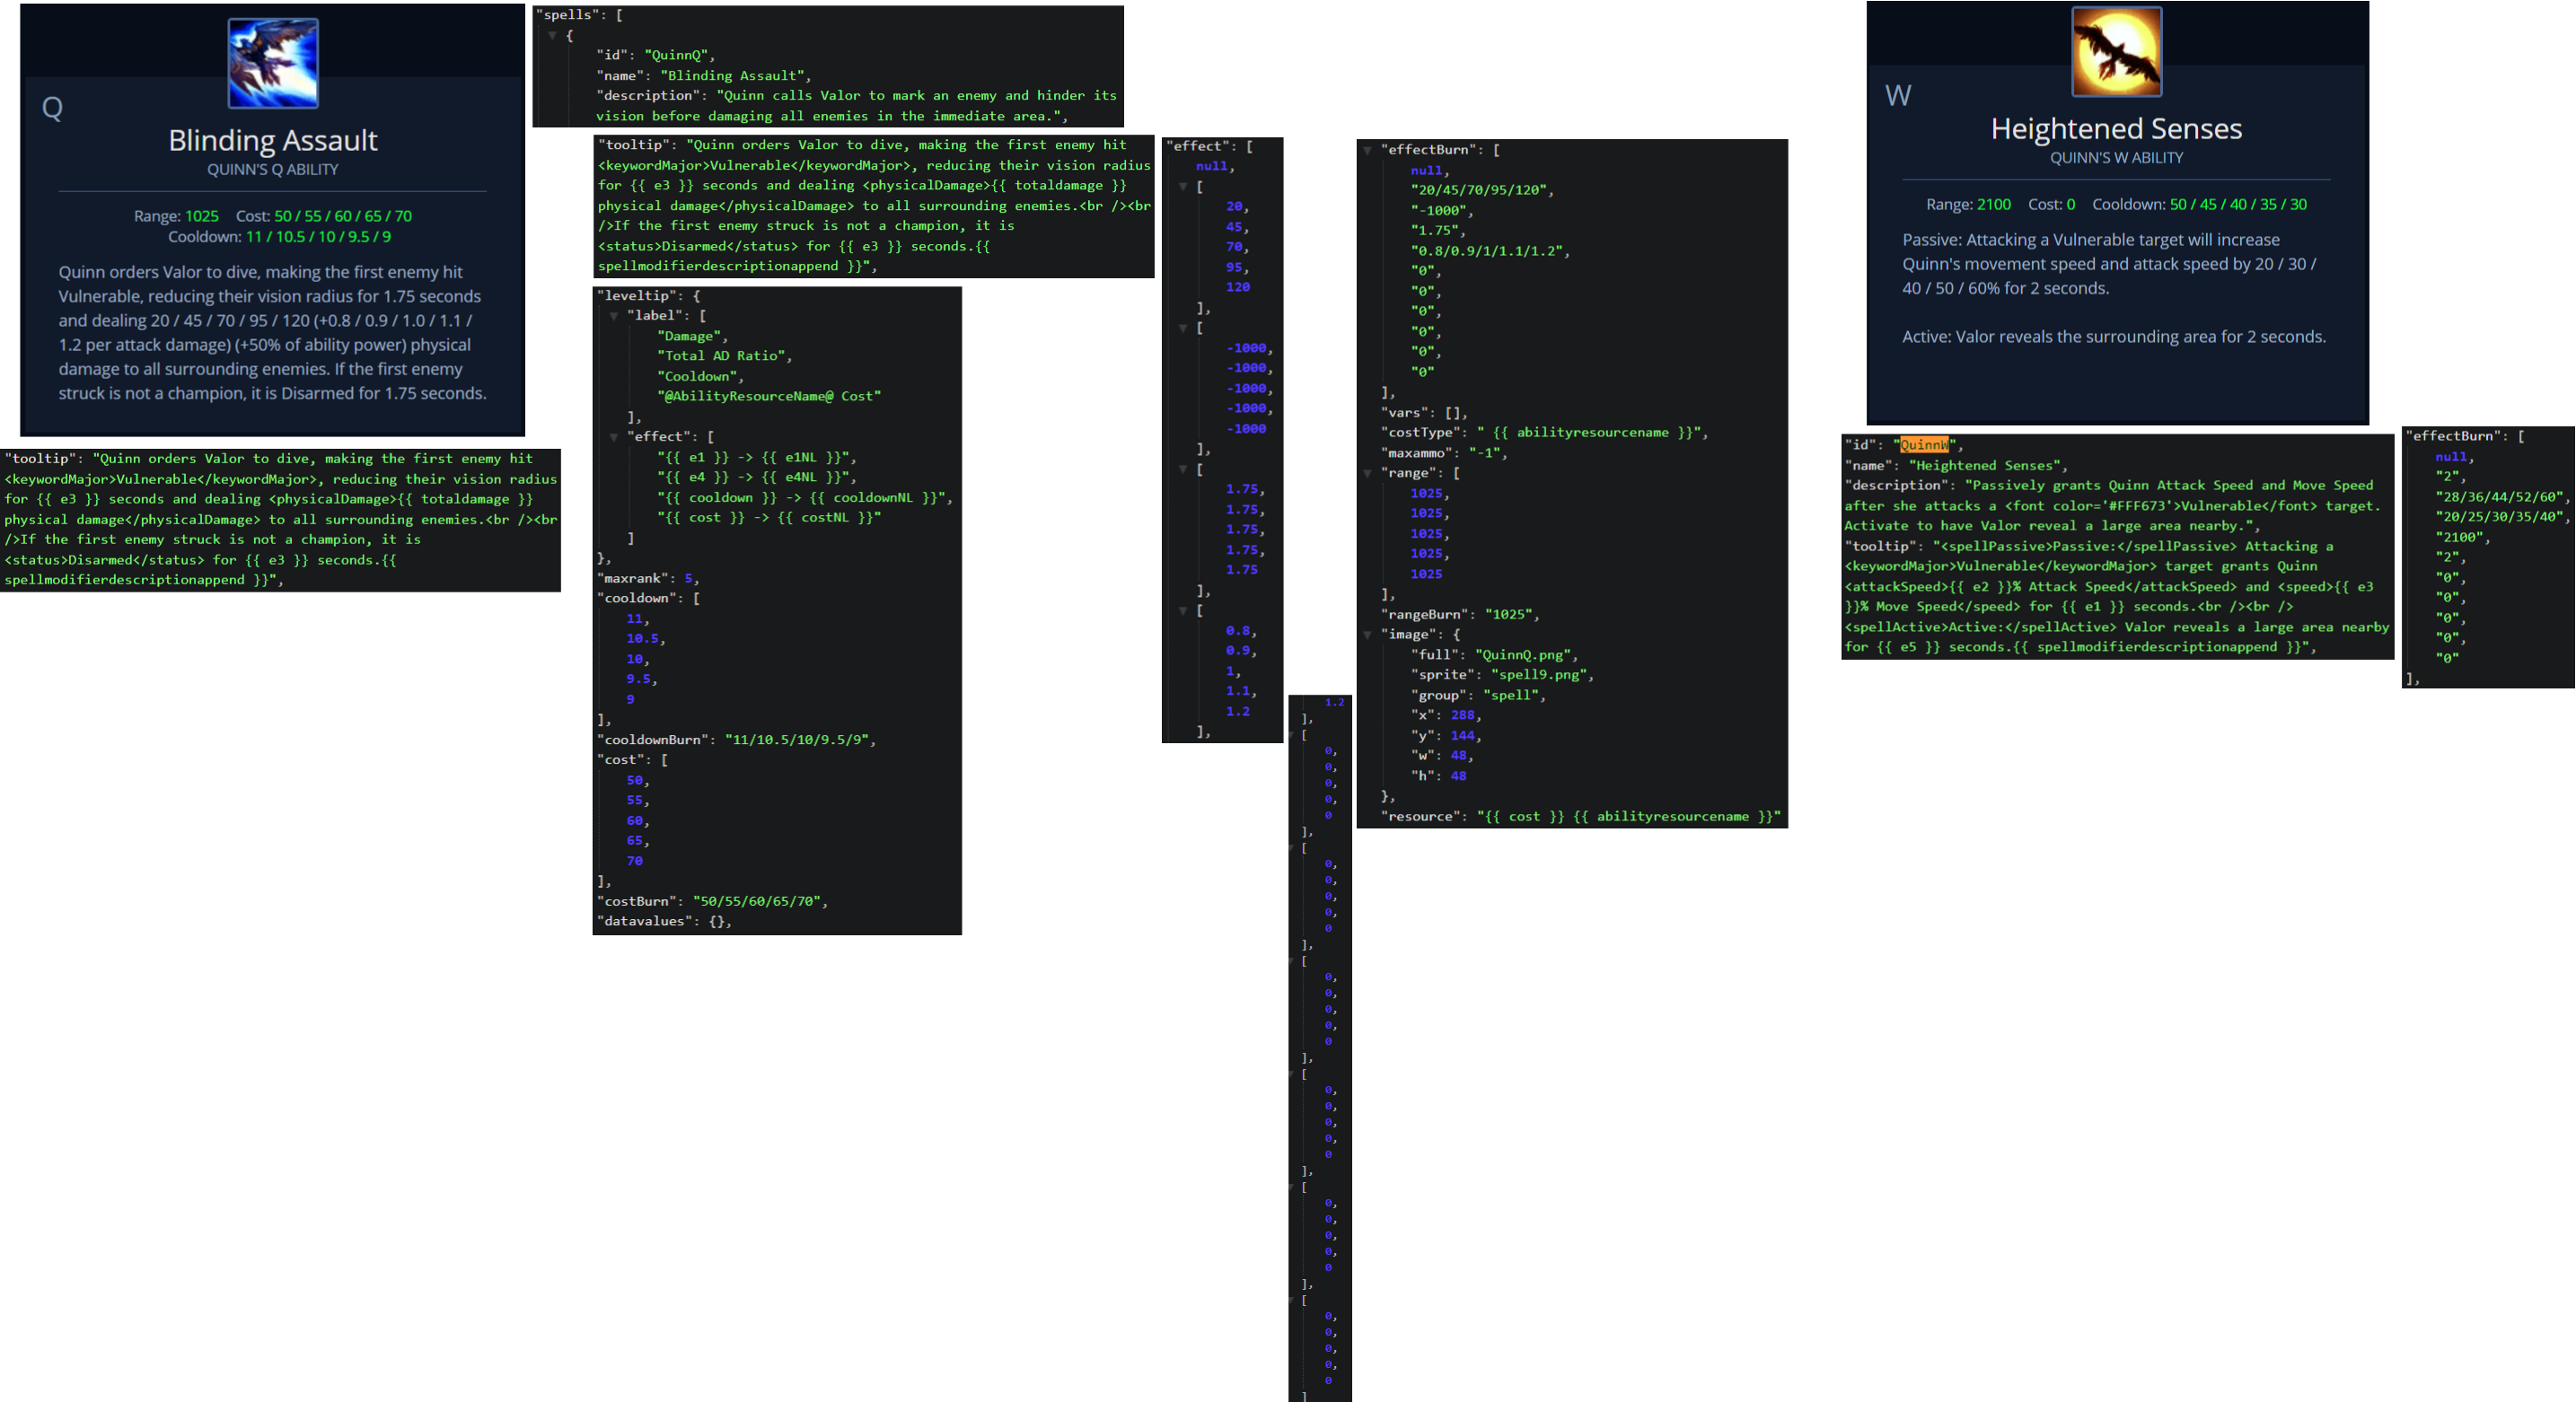 Q
Blinding Assault
QUINN'S Q ABILITY
Range: 1025 Cost: 50 / 55 / 60 / 65 / 70
Cooldown: 11 / 10.5 / 10 / 9.5 / 9
Quinn orders Valor to dive, making the first enemy hit
Vulnerable, reducing their vision radius for 1.75 seconds
and dealing 20 / 45 / 70 / 95 / 120 (+0.8 / 0.9 / 1.0 / 1.1 /
1.2 per attack damage) (+50% of ability power) physical
damage to all surrounding enemies. If the first enemy
struck is not a champion, it is Disarmed for 1.75 seconds.
"tooltip": "Quinn orders Valor to dive, making the first enemy hit
<keywordMajor>Vulnerable</keywordMajor>, reducing their vision radius
for {{ e3 }} seconds and dealing <physicalDamage>{{ totaldamage }}
physical damage</physicalDamage> to all surrounding enemies.<br /><br
/>If the first enemy struck is not a champion, it is
<status>Disarmed</status> for {{ e3 }} seconds.{{
spellmodifierdescriptionappend }}",
"spells": [
{
"id": "QuinnQ",
"name": "Blinding Assault",
"description": "Quinn calls Valor to mark an enemy and hinder its
vision before damaging all enemies in the immediate area.",
"tooltip": "Quinn orders Valor to dive, making the first enemy hit
<keywordMajor>Vulnerable</keywordMajor>, reducing their vision radius
for {{ e3 }} seconds and dealing <physicalDamage>{{ totaldamage }}
physical damage</physicalDamage> to all surrounding enemies.<br /><br
/>If the first enemy struck is not a champion, it is
<status>Disarmed</status> for {{ e3 }} seconds.{{
spellmodifierdescriptionappend }}",
"leveltip": {
"label": [
"Damage",
"Total AD Ratio",
"Cooldown",
"@AbilityResourceName@ Cost"
],
"effect": [
"{{ e1 }} -> {{ e1NL }}",
"{{ e4 }} -> {{ e4NL }}",
"{{ cooldown }} -> {{ cooldownNL }}",
"{{ cost }} -> {{ costNL }}"
]
},
"maxrank": 5,
"cooldown": [
11,
10.5,
10,
9.5,
9
],
"cooldownBurn": "11/10.5/10/9.5/9",
"cost": [
50,
55,
60,
65,
70
],
"costBurn": "50/55/60/65/70",
"datavalues": {},
"effect": [
null,
[
20,
45,
70,
95,
120
],
[
-1000,
-1000,
-1000,
-1000,
-1000
],
[
1.75,
1.75,
1.75,
1.75,
1.75
],
[
0.8,
0.9,
1,
1.1,
1.2
],
1.2
],
[
0,
0,
0,
0,
0
],
[
0,
0,
0,
0,
0
],
[
0,
0,
0,
0,
0
],
[
0,
0,
0,
0,
0
],
[
0,
0,
0,
0,
0
],
[
0,
0,
0,
0,
0
]
"effectBurn": [
null,
"20/45/70/95/120",
"-1000",
"1.75",
"0.8/0.9/1/1.1/1.2",
"0",
"0",
"0",
"0",
"0",
"0"
],
"vars": [],
"costType": " {{ abilityresourcename }}",
"maxammo": "-1",
"range": [
1025,
1025,
1025,
1025,
1025
],
"rangeBurn": "1025",
"image": {
"full": "QuinnQ.png",
"sprite": "spell9.png",
"group": "spell",
"x": 288,
"y": 144,
"w": 48,
"h": 48
},
"resource": "{{ cost }} {{ abilityresourcename }}"
W
Heightened Senses
QUINN'S W ABILITY
Range: 2100 Cost: 0 Cooldown: 50 / 45 / 40 / 35 / 30
Passive: Attacking a Vulnerable target will increase
Quinn's movement speed and attack speed by 20 / 30 /
40 / 50 / 60% for 2 seconds.
Active: Valor reveals the surrounding area for 2 seconds.
"id": "QuinnW",
"name": "Heightened Senses",
"description": "Passively grants Quinn Attack Speed and Move Speed
after she attacks a <font color='#FFF673'>Vulnerable</font> target.
Activate to have Valor reveal a large area nearby.",
"tooltip": "<spellPassive>Passive:</spellPassive> Attacking a
<keywordMajor>Vulnerable</keywordMajor> target grants Quinn
<attackSpeed>{{ e2 }}% Attack Speed</attackSpeed> and <speed>{{ e3
}}% Move Speed</speed> for {{ e1 }} seconds.<br /><br />
<spellActive>Active:</spellActive> Valor reveals a large area nearby
for {{ e5 }} seconds.{{ spellmodifierdescriptionappend }}",
"effectBurn": [
null,
"2",
"28/36/44/52/60",
"20/25/30/35/40",
"2100",
"2",
"0",
"0",
"0",
"0",
"0"
],